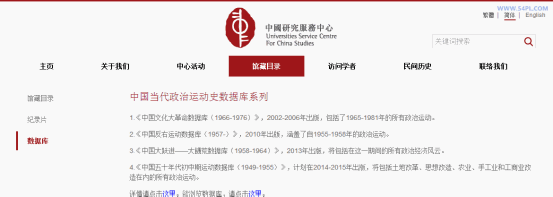 WWW.54PJ.COM
繁體 | 简体 | English
中國研究服務中心
Universities Service Centre
For China Studies
关键词搜索
主页 关于我们 中心活动 馆藏目录 访问学者 民间历史 联络我们
馆藏目录
纪录片
数据库
中国当代政治运动史数据库系列
1.《中国文化大革命数据库（1966-1976）》，2002-2006年出版，包括了1965-1981年的所有政治运动。
2.《中国反右运动数据库（1957-）》，2010年出版，涵盖了自1955-1958年的政治运动。
3.《中国大跃进——大饥荒数据库（1958-1964）》，2013年出版，将包括在这一期间的所有政治经济风云。
4.《中国五十年代初中期运动数据库（1949-1955）》，计划在2014-2015年出版，将包括土地改革、思想改造、农业、手工业和工商业改
造在内的所有政治运动。
详情请点击这里，欲浏览数据库，请点击这里。